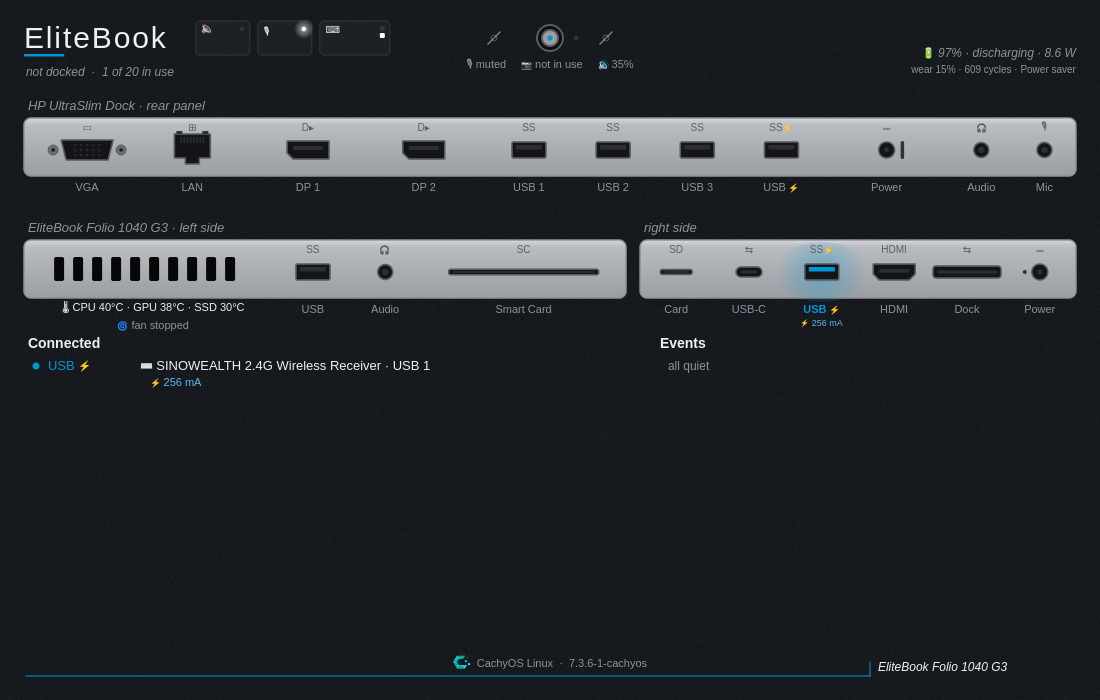 EliteBook
not docked · 1 of 20 in use
muted
not in use
35%
97% · discharging · 8.6 W
wear 15% · 609 cycles · Power saver
HP UltraSlim Dock · rear panel
D▸ D▸ SS SS SS SS⚡
VGA LAN DP 1 DP 2 USB 1 USB 2 USB 3 USB ⚡ Power Audio Mic
EliteBook Folio 1040 G3 · left side
right side
SS SC SD SS⚡ HDMI
CPU 40°C · GPU 38°C · SSD 30°C
USB Audio Smart Card Card USB-C USB ⚡ HDMI Dock Power
⚡ 256 mA
fan stopped
Connected
Events
USB ⚡ SINOWEALTH 2.4G Wireless Receiver · USB 1
all quiet
⚡ 256 mA
CachyOS Linux · 7.3.6-1-cachyos
EliteBook Folio 1040 G3